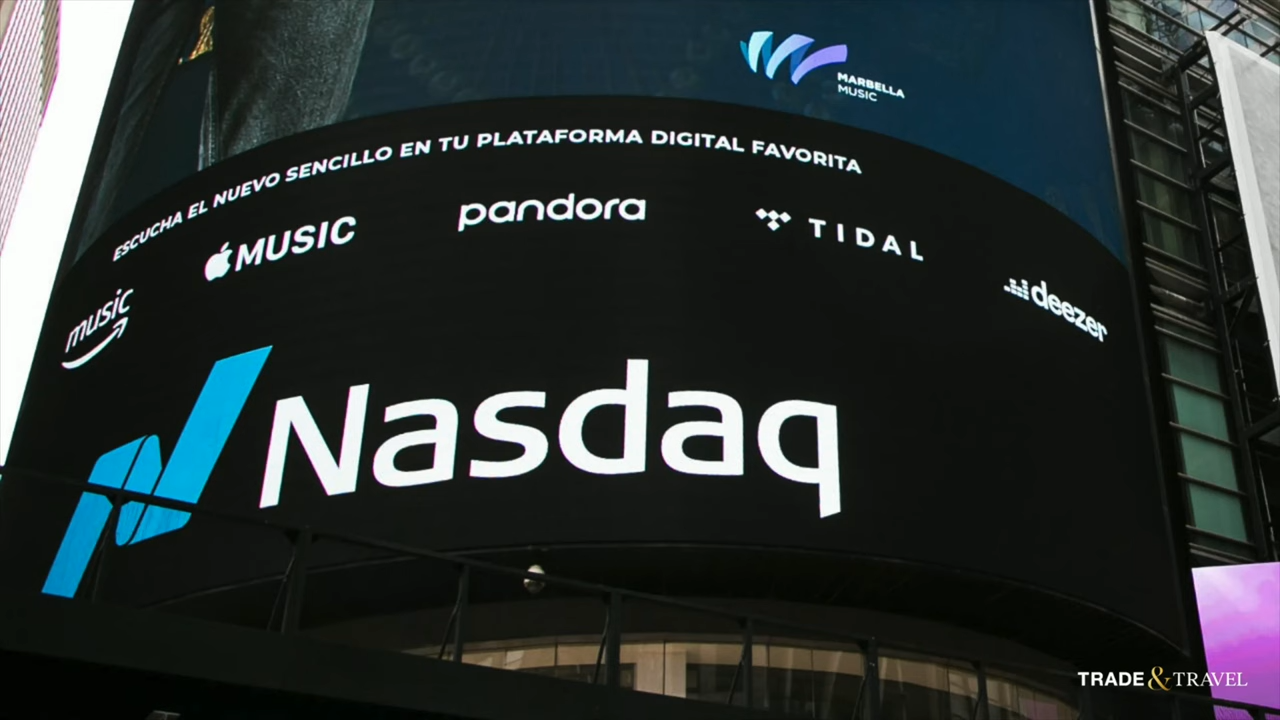 MARBELLA
MUSIC
ESCUCHA EL NUEVO SENCILLO EN TU PLATAFORMA DIGITAL FAVORITA
music
MUSIC
pandora
TIDAL
deezer
Nasdaq
TRADE&TRAVEL